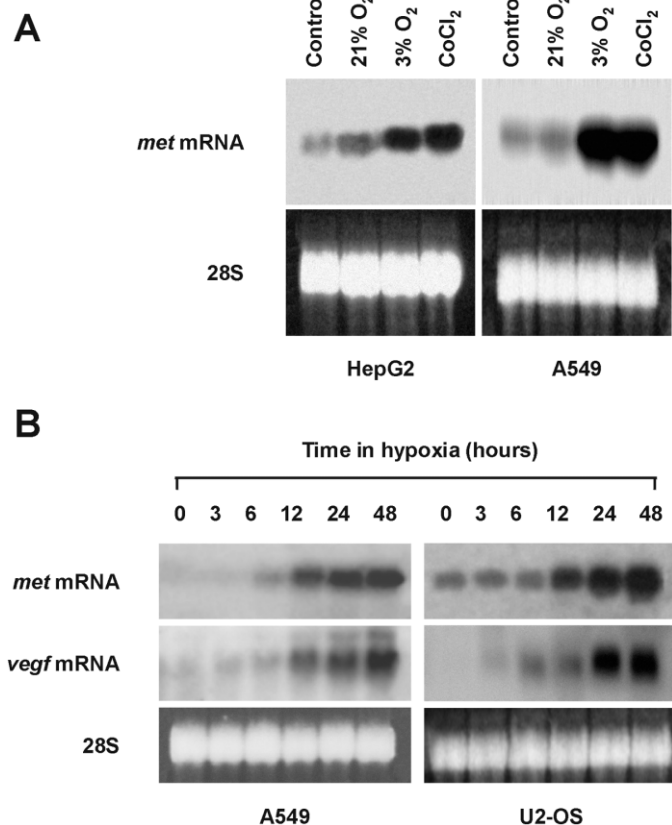 A
Control 21% O₂ 3% O₂ CoCl₂ Control 21% O₂ 3% O₂ CoCl₂
met mRNA
28S
HepG2 A549
B
Time in hypoxia (hours)
0 3 6 12 24 48 0 3 6 12 24 48
met mRNA
vegf mRNA
28S
A549 U2-OS